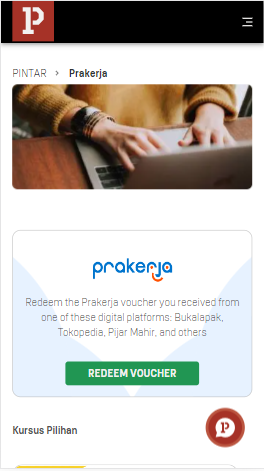 P
PINTAR > Prakerja
prakerja
Redeem the Prakerja voucher you received from
one of these digital platforms: Bukalapak,
Tokopedia, Pijar Mahir, and others
REDEEM VOUCHER
Kursus Pilihan
P